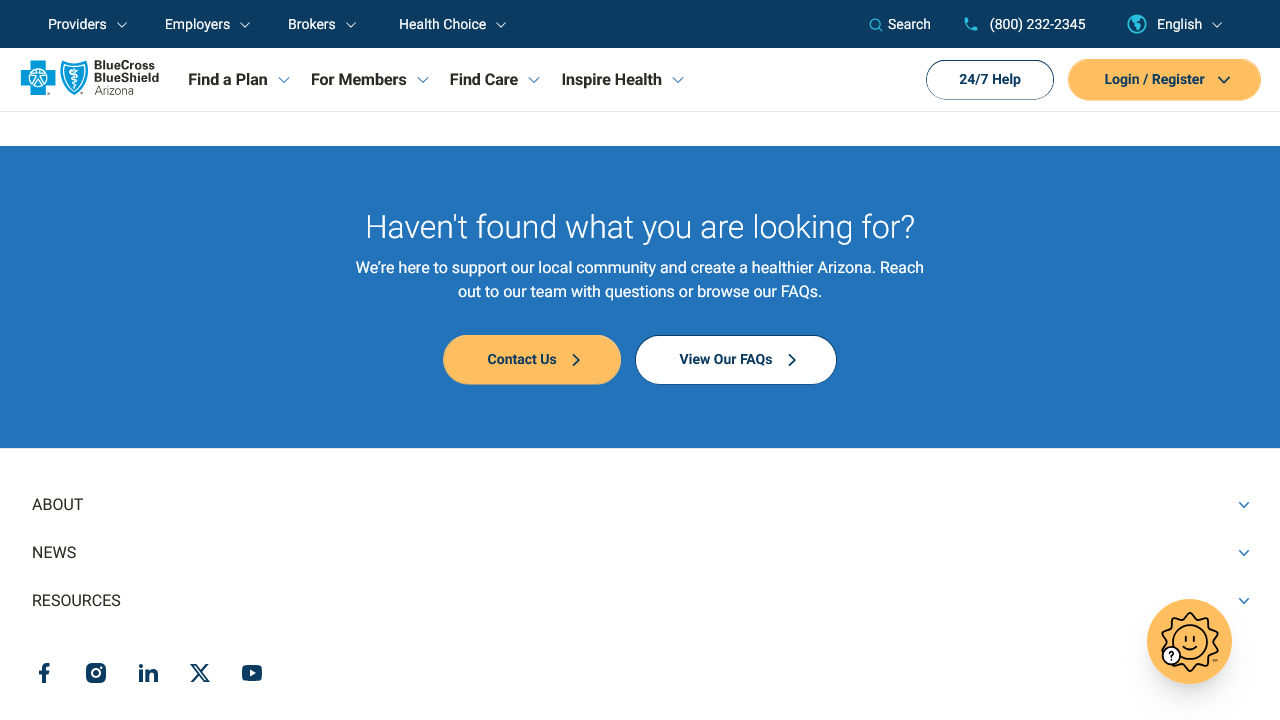 Providers
Employers
Brokers
Health Choice
Search
(800) 232-2345
English
BlueCross
BlueShield
Arizona
Find a Plan
For Members
Find Care
Inspire Health
24/7 Help
Login / Register
Haven't found what you are looking for?
We’re here to support our local community and create a healthier Arizona. Reach
out to our team with questions or browse our FAQs.
Contact Us
View Our FAQs
ABOUT
NEWS
RESOURCES
?